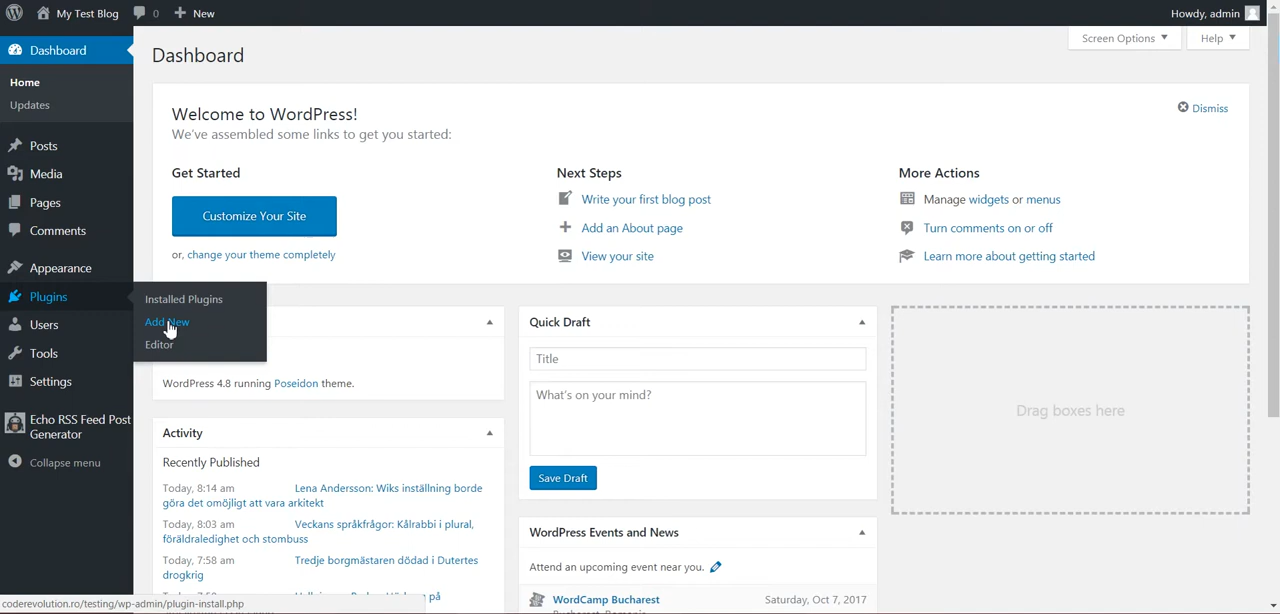 My Test Blog 0 New Howdy, admin
Dashboard
Home
Updates
Posts
Media
Pages
Comments
Appearance
Plugins
Users
Tools
Settings
Echo RSS Feed Post
Generator
Collapse menu
Installed Plugins
Add New
Editor
Dashboard
Screen Options Help
Welcome to WordPress!
We've assembled some links to get you started:
Dismiss
Get Started
Customize Your Site
or, change your theme completely
Next Steps
Write your first blog post
Add an About page
View your site
More Actions
Manage widgets or menus
Turn comments on or off
Learn more about getting started
WordPress 4.8 running Poseidon theme.
Activity
Recently Published
Today, 8:14 am Lena Andersson: Wiks inställning borde
göra det omöjligt att vara arkitekt
Today, 8:03 am Veckans språkfrågor: Kålrabbi i plural,
föräldraledighet och stombuss
Today, 7:58 am Tredje borgmästaren dödad i Dutertes
drogkrig
på
Quick Draft
Title
What's on your mind?
Save Draft
WordPress Events and News
Attend an upcoming event near you.
WordCamp Bucharest Saturday, Oct 7, 2017
Drag boxes here
coderevolution.ro/testing/wp-admin/plugin-install.php